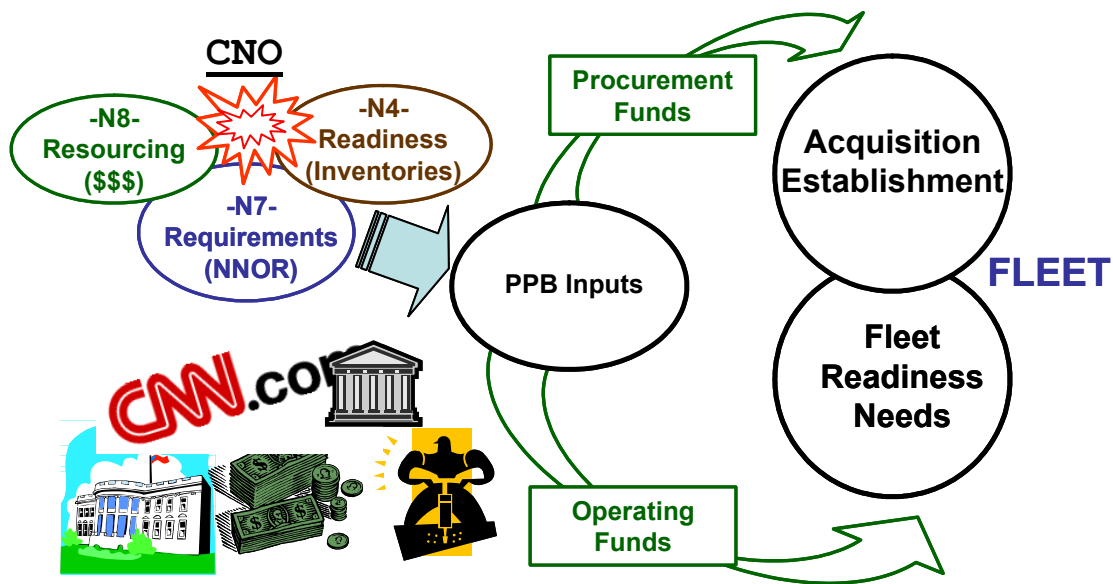 CNO
-N8-
Resourcing
($$$)
-N4-
Readiness
(Inventories)
-N7-
Requirements
(NNOR)
Procurement
Funds
Acquisition
Establishment
PPB Inputs
FLEET
Fleet
Readiness
Needs
CNN.com
Operating
Funds